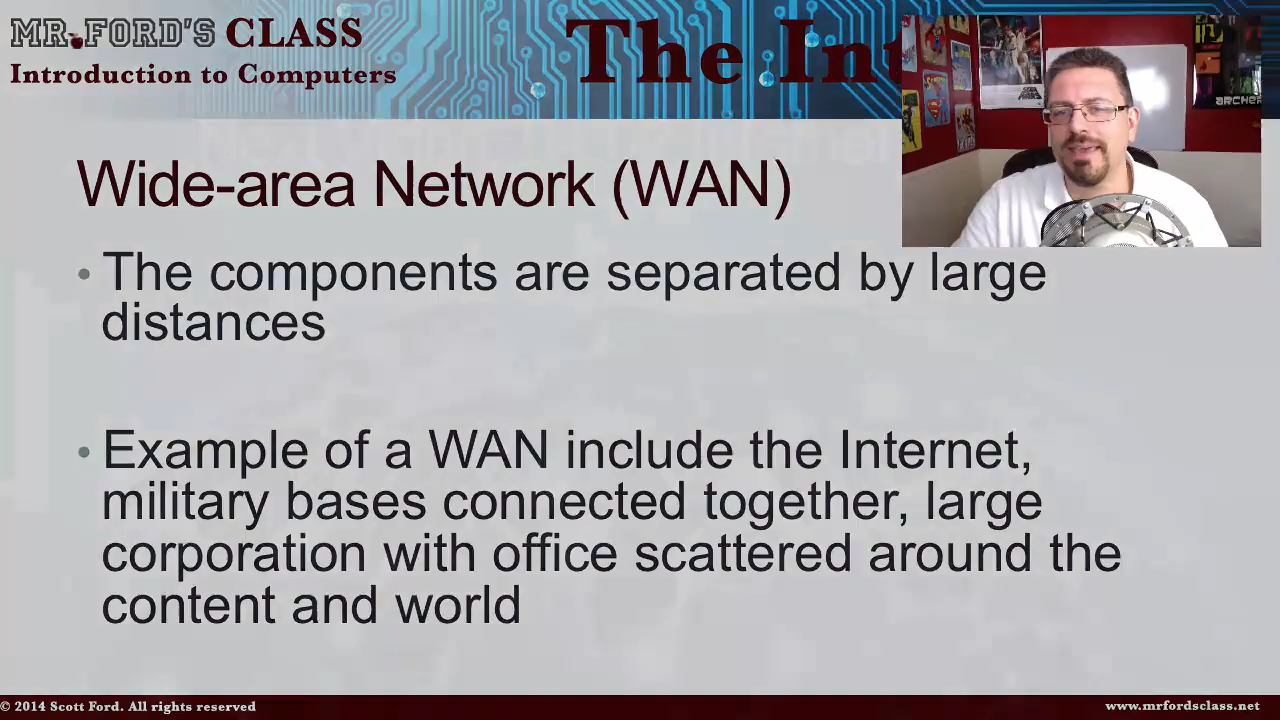 MR. FORD'S CLASS
Introduction to Computers
The Int
Wide-area Network (WAN)
• The components are separated by large
distances
• Example of a WAN include the Internet,
military bases connected together, large
corporation with office scattered around the
content and world
ARCHER
© 2014 Scott Ford. All rights reserved
www.mrfordsclass.net